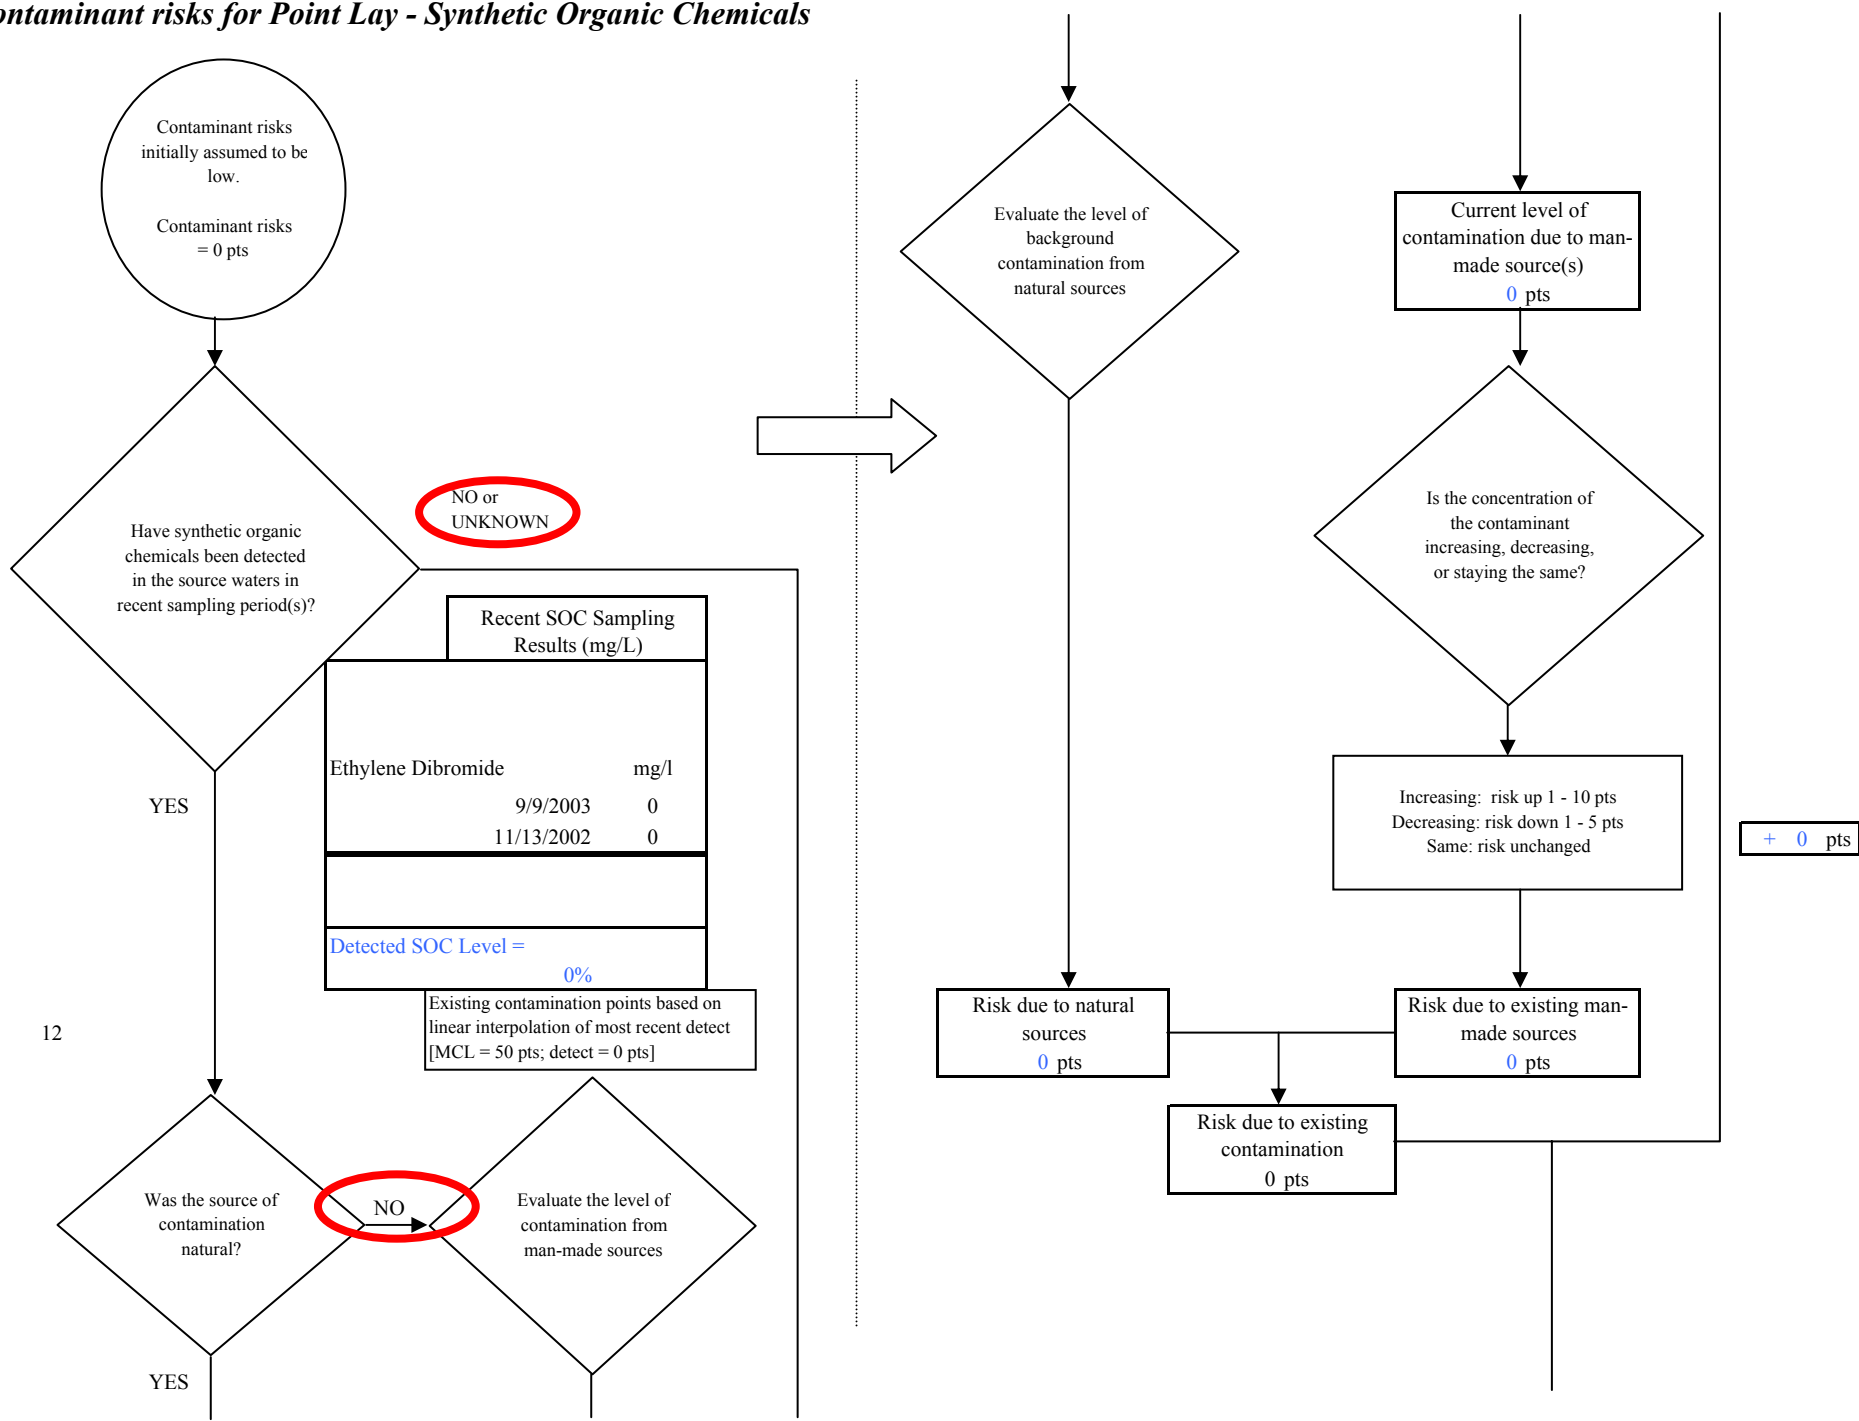 ontaminant risks for Point Lay - Synthetic Organic Chemicals
Contaminant risks
initially assumed to be
low.
Contaminant risks
= 0 pts
Have synthetic organic
chemicals been detected
in the source waters in
recent sampling period(s)?
NO or
UNKNOWN
Recent SOC Sampling
Results (mg/L)
Ethylene Dibromide mg/l
9/9/2003 0
11/13/2002 0
Detected SOC Level =
0%
Existing contamination points based on
linear interpolation of most recent detect
[MCL = 50 pts; detect = 0 pts]
YES
12
Was the source of
contamination
natural?
NO
Evaluate the level of
contamination from
man-made sources
YES
Evaluate the level of
background
contamination from
natural sources
Current level of
contamination due to man-
made source(s)
0 pts
Is the concentration of
the contaminant
increasing, decreasing,
or staying the same?
Increasing: risk up 1 - 10 pts
Decreasing: risk down 1 - 5 pts
Same: risk unchanged
+ 0 pts
Risk due to natural
sources
0 pts
Risk due to existing man-
made sources
0 pts
Risk due to existing
contamination
0 pts